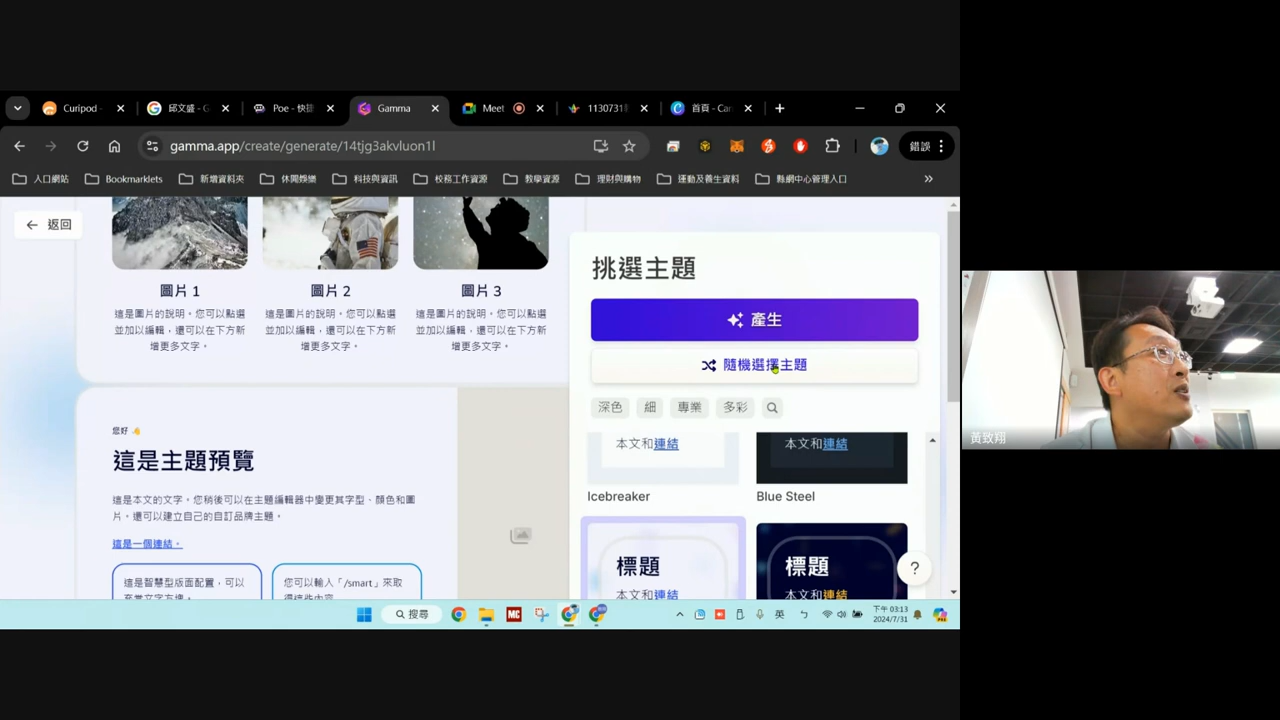 Curipod
邱文盛 - G
Poe - 快捷
Gamma
Meet
1130731
首頁 - Can
gamma.app/create/generate/14tjg3akvluon1l
錯誤
人口網站
Bookmarklets
新增資料夾
休閒娛樂
科技與資訊
校務工作資源
教學資源
理財與購物
運動及養生資料
縣網中心管理入口
返回
圖片 1
圖片 2
圖片 3
這是圖片的說明。您可以點選
並加以編輯,還可以在下方新
增更多文字。
這是圖片的說明。您可以點選
並加以編輯,還可以在下方新
增更多文字。
這是圖片的說明。您可以點選
並加以編輯,還可以在下方新
增更多文字。
您好
這是主題預覽
這是本文的文字。您稍後可以在主題編輯器中變更其字型、顏色和圖
片。還可以建立自己的自訂品牌主題。
這是一個連結。
這是智慧型版面配置,可以
您可以輸入「/smart」來取
挑選主題
產生
隨機選擇主題
深色
細
專業
多彩
本文和連結
本文和連結
Icebreaker
Blue Steel
標題
本文和連結
標題
本文和連結
?
搜尋
MC
英
下午 03:13
2024/7/31
黃致翔